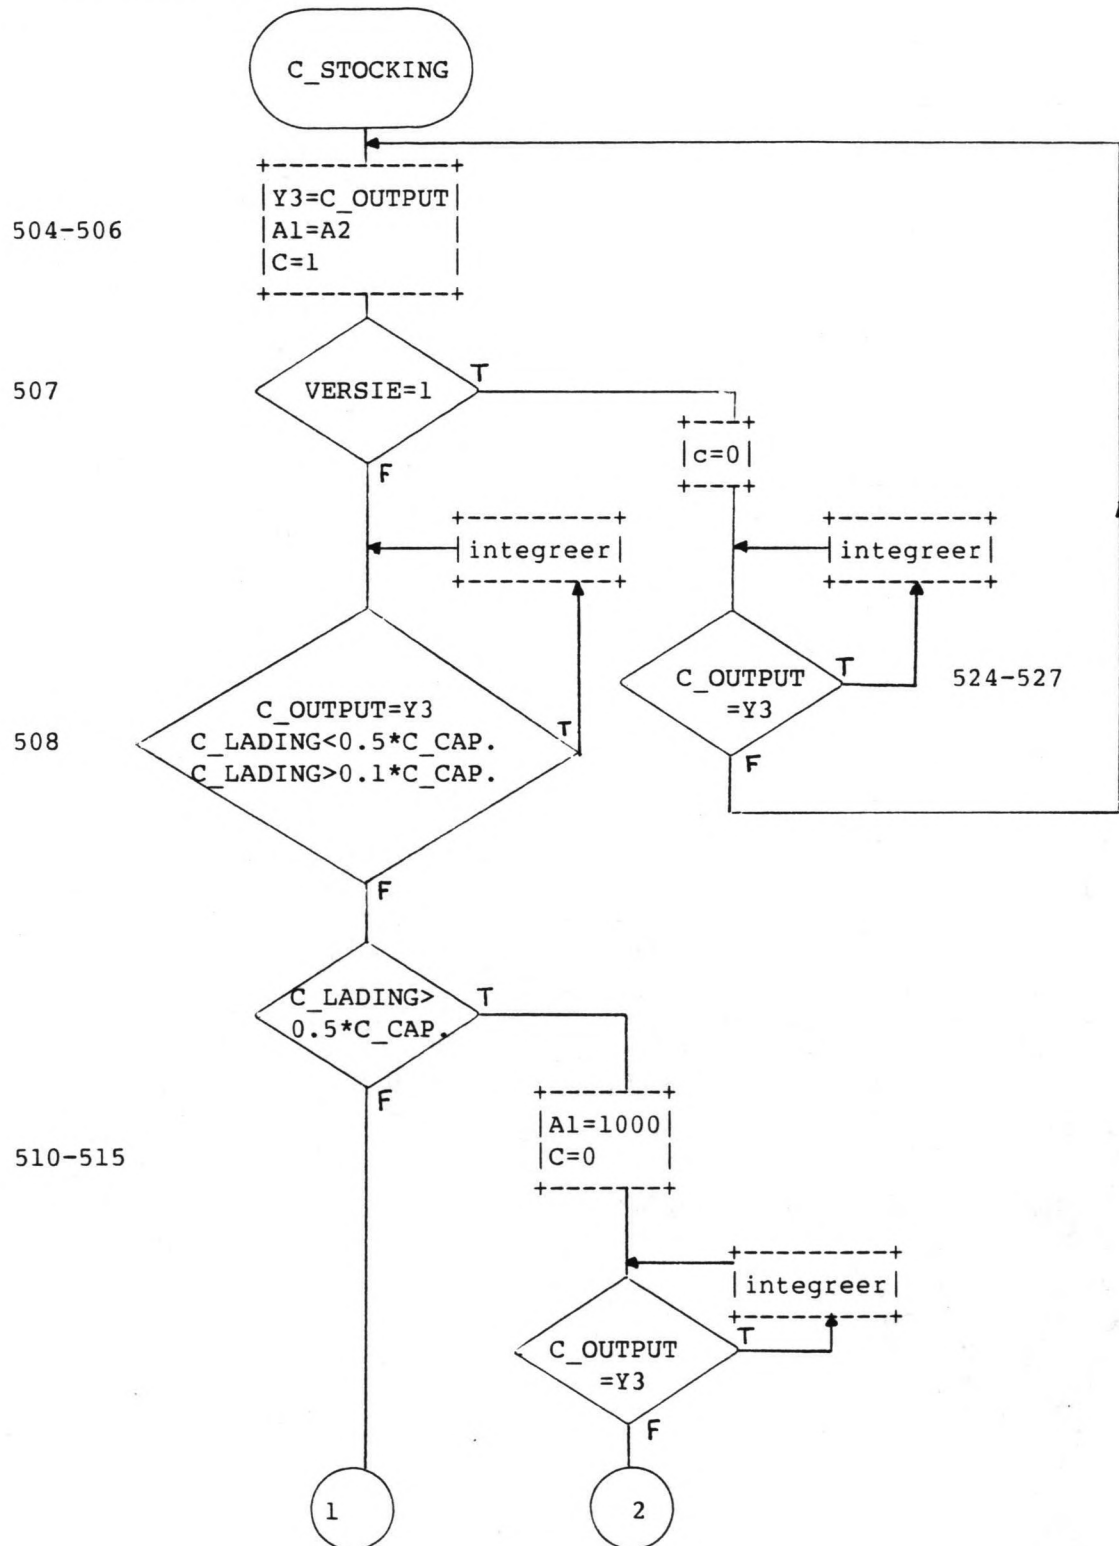 C_STOCKING
504-506
Y3=C_OUTPUT
A1=A2
C=1
507
VERSIE=1
T
F
c=0
integreer
integreer
C_OUTPUT
=Y3
T
524-527
F
508
C_OUTPUT=Y3
C_LADING<0.5*C_CAP.
C_LADING>0.1*C_CAP.
T
F
C_LADING>
0.5*C_CAP.
T
F
510-515
A1=1000
C=0
integreer
C_OUTPUT
=Y3
T
F
1
2